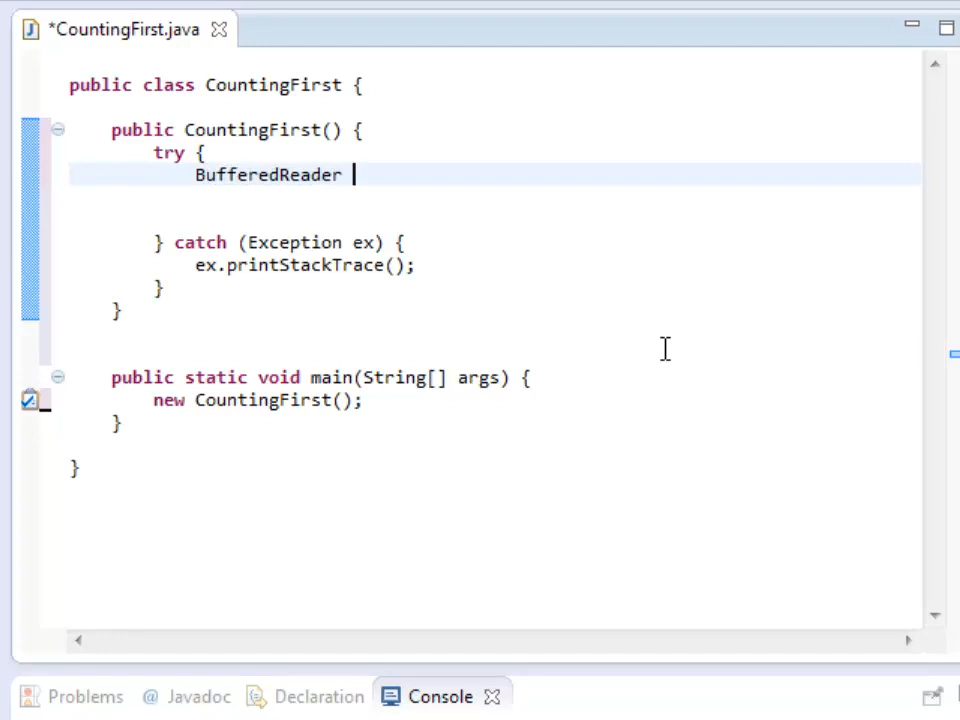 *CountingFirst.java
public class CountingFirst {
public CountingFirst() {
try {
BufferedReader
} catch (Exception ex) {
ex.printStackTrace();
}
}
public static void main(String[] args) {
new CountingFirst();
}
}
Problems @ Javadoc Declaration Console